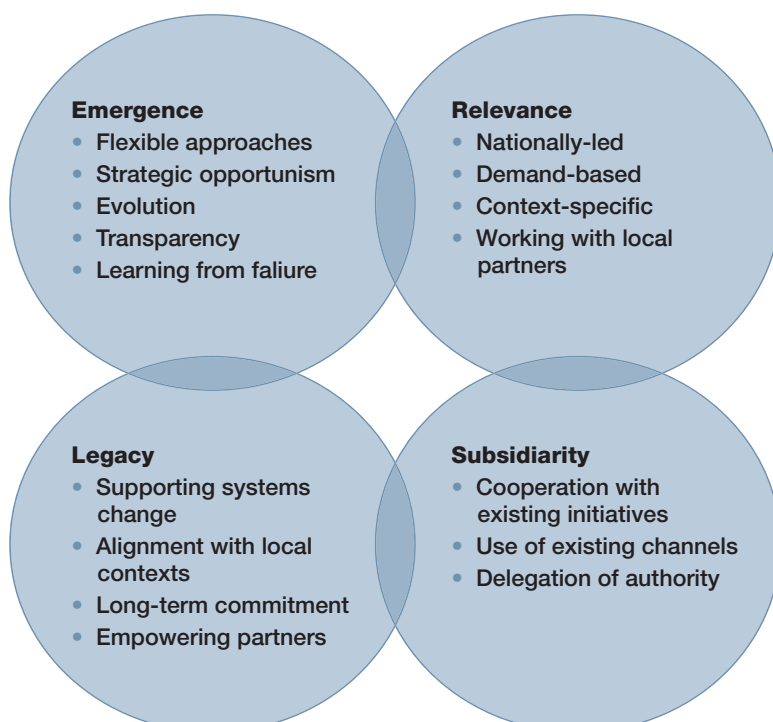 Emergence
• Flexible approaches
• Strategic opportunism
• Evolution
• Transparency
• Learning from faliure
Relevance
• Nationally-led
• Demand-based
• Context-specific
• Working with local
partners
Legacy
• Supporting systems
change
• Alignment with local
contexts
• Long-term commitment
• Empowering partners
Subsidiarity
• Cooperation with
existing initiatives
• Use of existing channels
• Delegation of authority